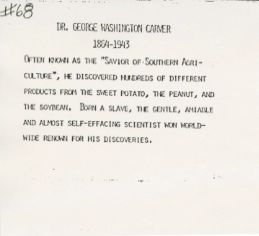 #68
DR. GEORGE WASHINGTON CARVER
1864-1943
OFTEN KNOWN AS THE "SAVIOR OF SOUTHERN AGRI-
CULTURE", HE DISCOVERED HUNDREDS OF DIFFERENT
PRODUCTS FROM THE SWEET POTATO, THE PEANUT, AND
THE SOYBEAN. BORN A SLAVE, THE GENTLE, AMIABLE
AND ALMOST SELF-EFFACING SCIENTIST WON WORLD-
WIDE RENOWN FOR HIS DISCOVERIES.